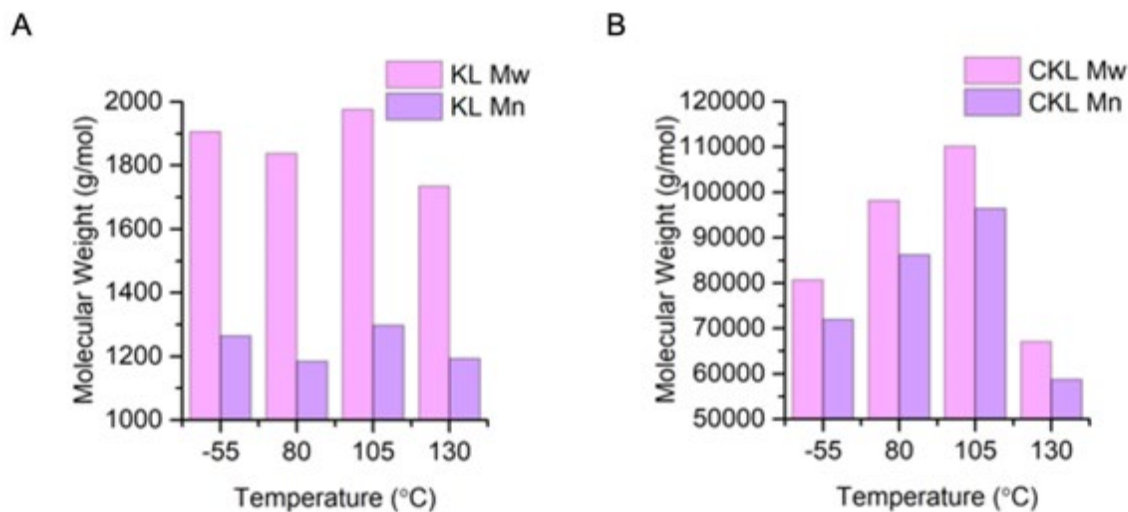 A
KL Mw
KL Mn
Molecular Weight (g/mol)
2000
1800
1600
1400
1200
1000
-55 80 105 130
Temperature (°C)
B
CKL Mw
CKL Mn
Molecular Weight (g/mol)
120000
110000
100000
90000
80000
70000
60000
50000
-55 80 105 130
Temperature (°C)